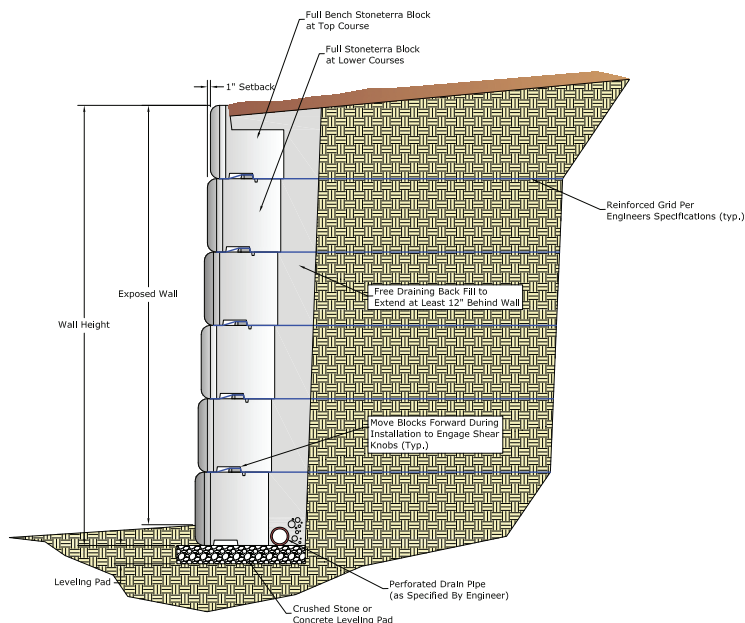 Full Bench Stoneterra Block
at Top Course
Full Stoneterra Block
at Lower Courses
1" Setback
Reinforced Grid Per
Engineers Specifications (typ.)
Free Draining Back Fill to
Extend at Least 12" Behind Wall
Exposed Wall
Wall Height
Move Blocks Forward During
Installation to Engage Shear
Knobs (Typ.)
Leveling Pad
Perforated Drain Pipe
(as Specified By Engineer)
Crushed Stone or
Concrete Leveling Pad